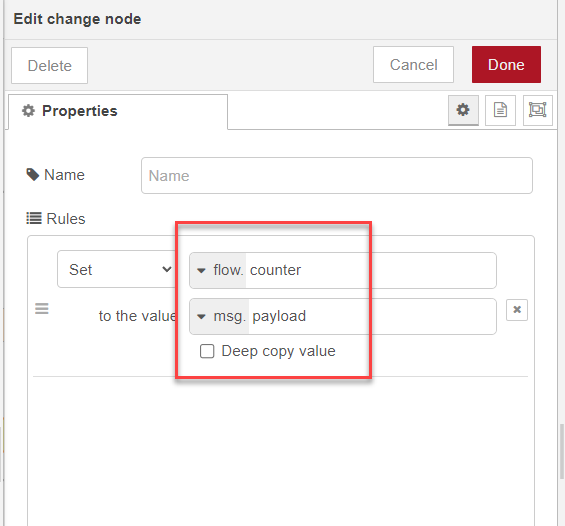 Edit change node
Delete
Cancel
Done
Properties
Name
Name
Rules
Set
flow. counter
to the value
msg. payload
Deep copy value